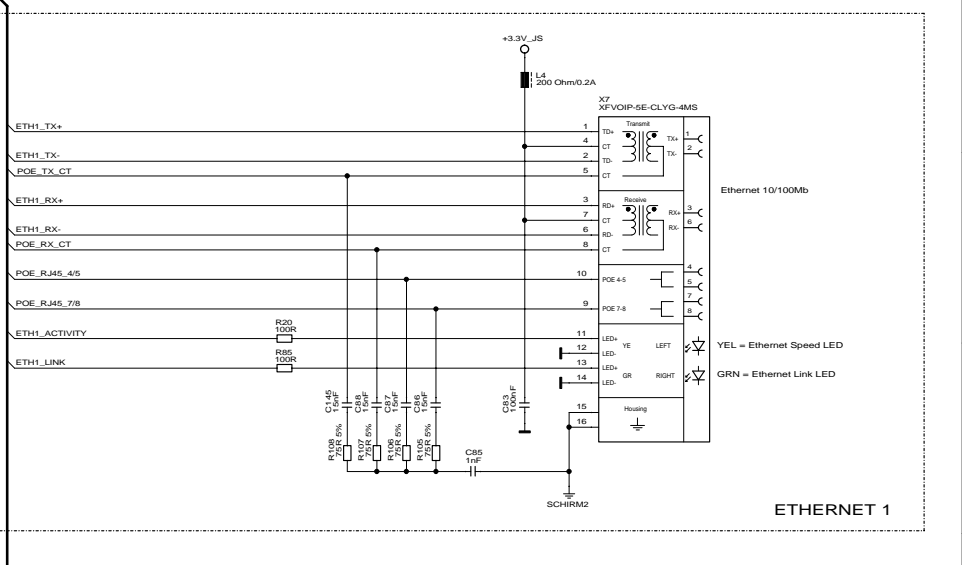 +3.3V_JS
L4
200 Ohm/0.2A
X7
XFVOIP-5E-CLYG-4MS
ETH1_TX+
1
TD+
Transmit
TX+
1
4
CT
TX-
2
ETH1_TX-
2
TD-
POE_TX_CT
5
CT
Ethernet 10/100Mb
ETH1_RX+
3
RD+
Receive
RX+
3
7
CT
RX-
6
ETH1_RX-
6
RD-
POE_RX_CT
8
CT
POE_RJ45_4/5
10
POE 4-5
4
5
POE_RJ45_7/8
9
POE 7-8
7
8
ETH1_ACTIVITY
R20
100R
11
LED+
12
LED-
YE
LEFT
YEL = Ethernet Speed LED
ETH1_LINK
R85
100R
13
LED+
14
LED-
GR
RIGHT
GRN = Ethernet Link LED
C145
15nF
C88
15nF
C87
15nF
C86
15nF
C83
100nF
15
16
Housing
R108
75R 5%
R107
75R 5%
R106
75R 5%
R105
75R 5%
C85
1nF
SCHIRM2
ETHERNET 1